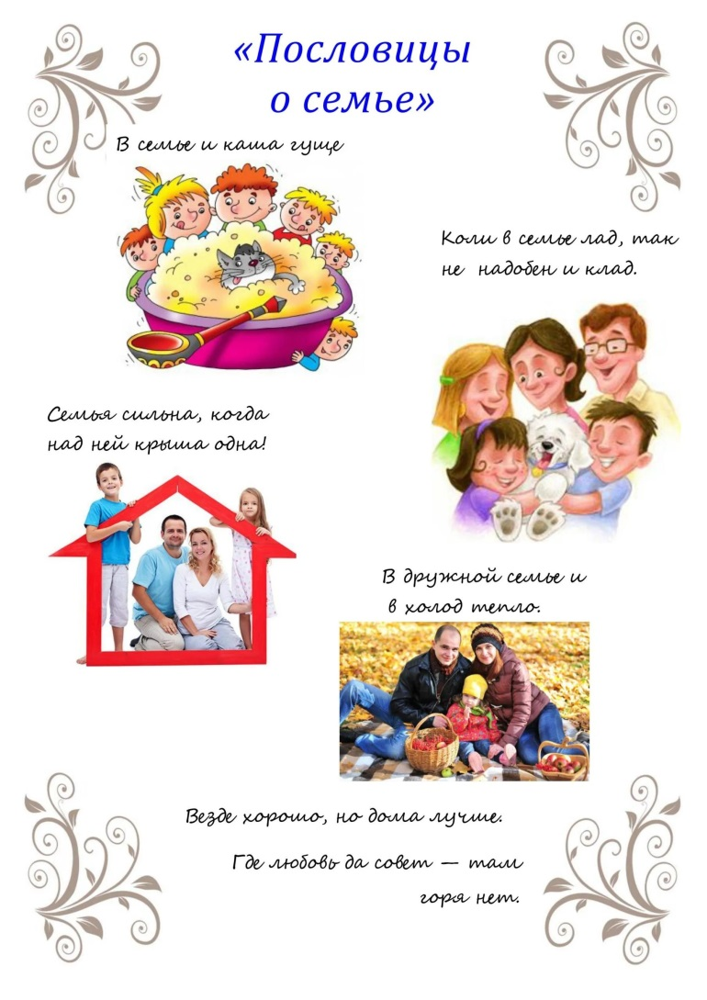 «Пословицы
о семье»
В семье и каша гуще
Коли в семье лад, так
не надобен и клад.
Семья сильна, когда
над ней крыша одна!
В дружной семье и
в холод тепло.
Везде хорошо, но дома лучше.
Где любовь да совет — там
горя нет.